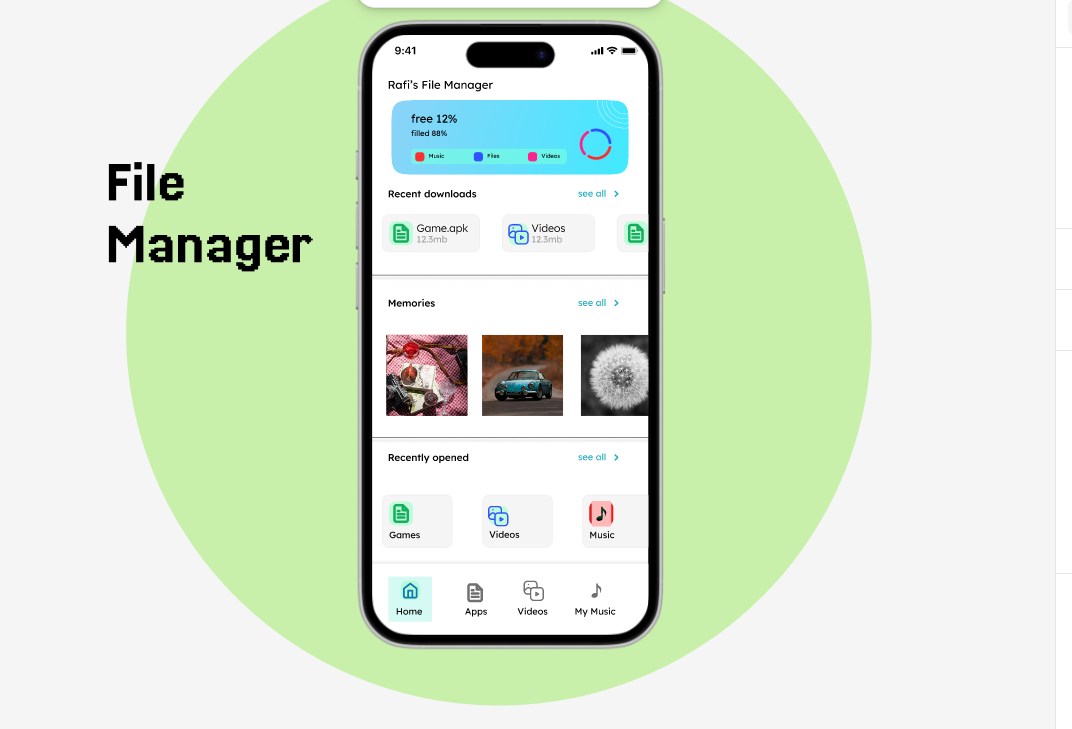 9:41
Rafi's File Manager
free 12%
filled 88%
Music Files Videos
File
Manager
Recent downloads see all
Game.apk Videos
12.3mb 12.3mb
Memories see all
Recently opened see all
Games Videos Music
Home Apps Videos My Music